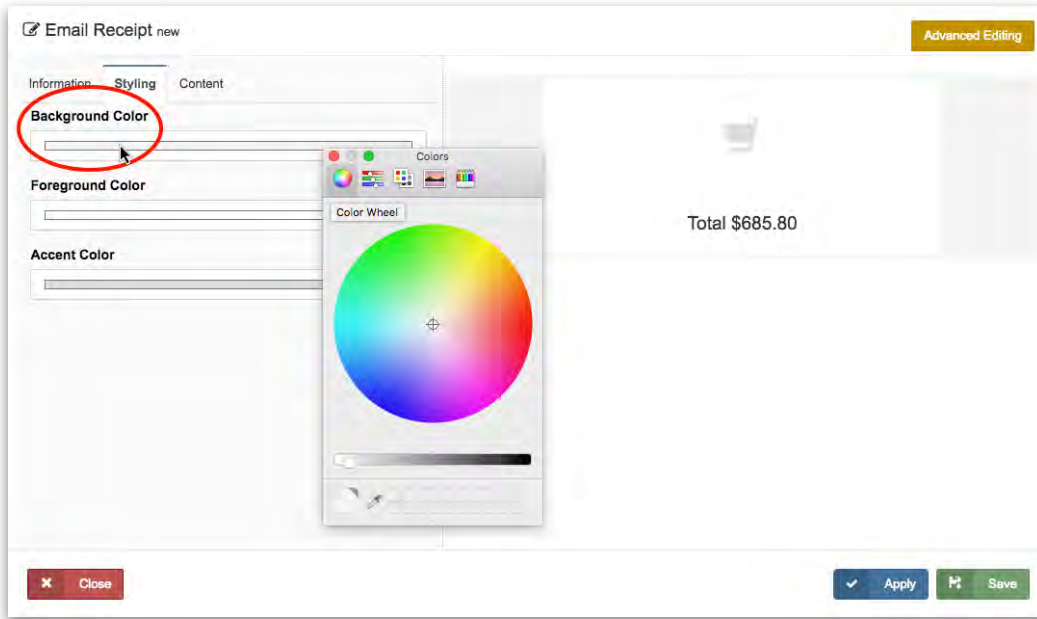 Email Receipt new
Advanced Editing
Information Styling Content
Background Color
Colors
Foreground Color
Color Wheel
Total $685.80
Accent Color
Close
Apply
Save